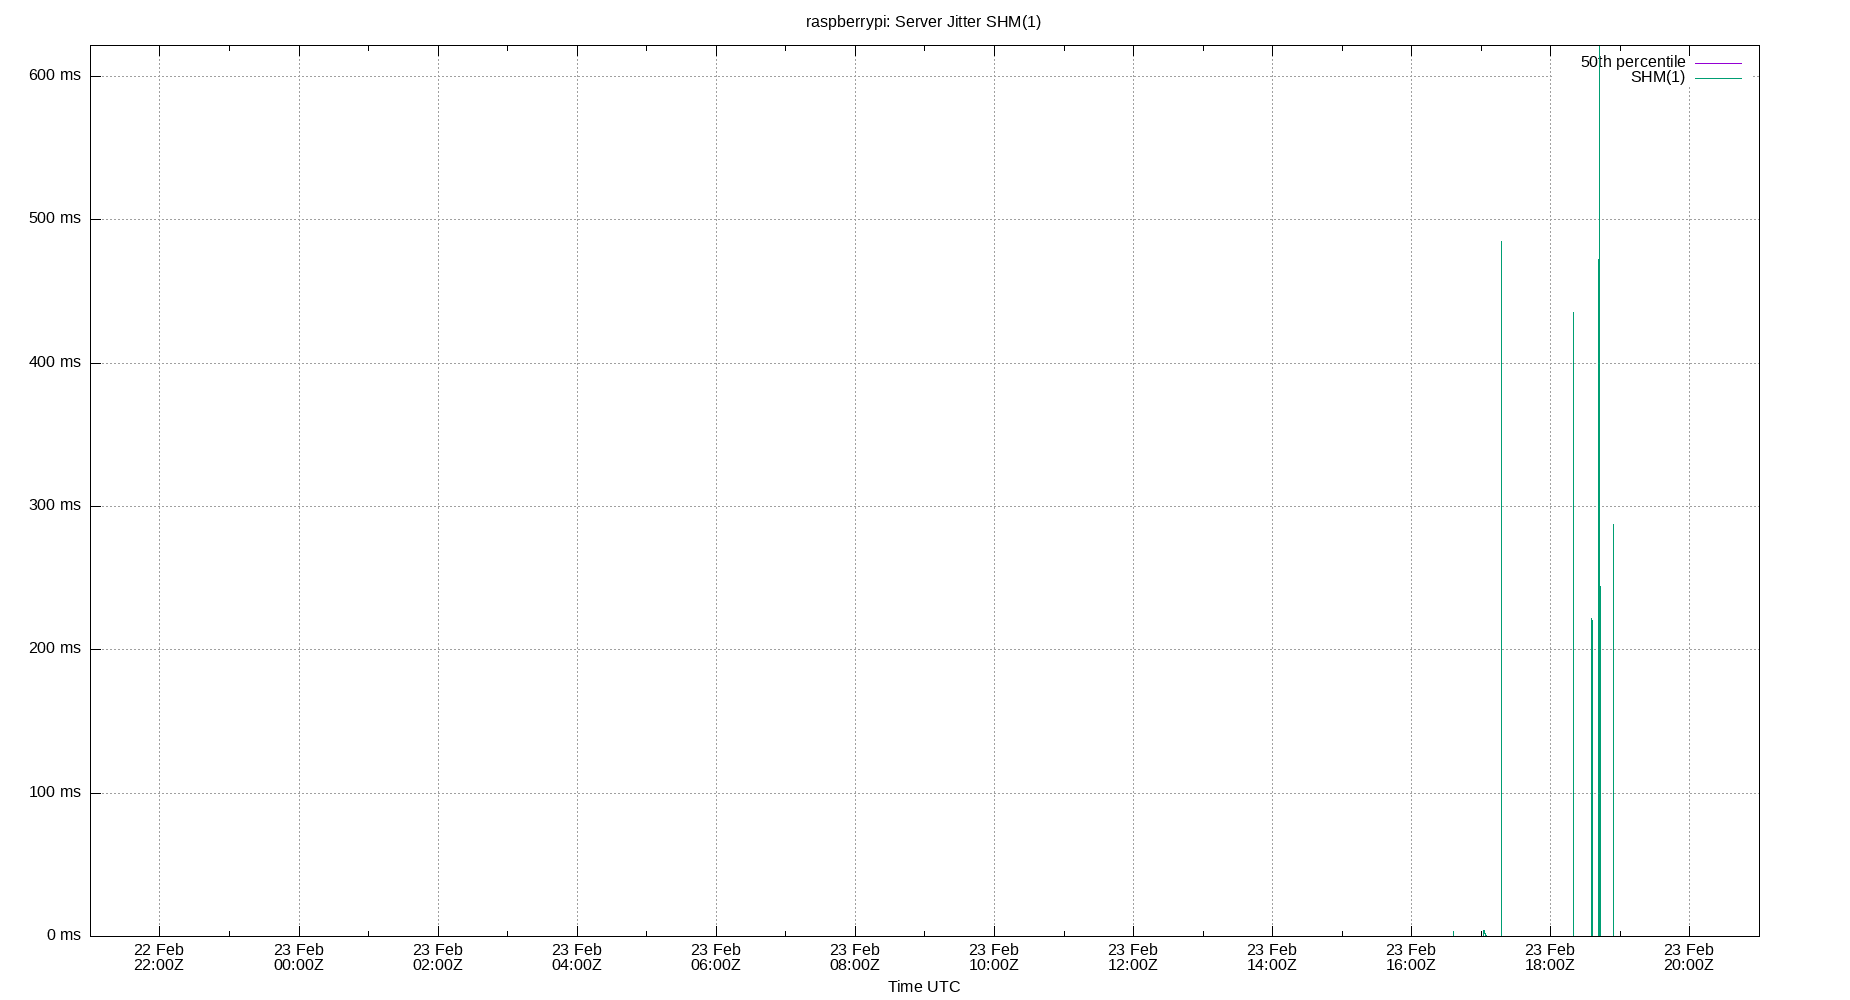 raspberrypi: Server Jitter SHM(1)
50th percentile
SHM(1)
600 ms
500 ms
400 ms
300 ms
200 ms
100 ms
0 ms
22 Feb 23 Feb 23 Feb 23 Feb 23 Feb 23 Feb 23 Feb 23 Feb 23 Feb 23 Feb 23 Feb 23 Feb
22:00Z 00:00Z 02:00Z 04:00Z 06:00Z 08:00Z 10:00Z 12:00Z 14:00Z 16:00Z 18:00Z 20:00Z
Time UTC